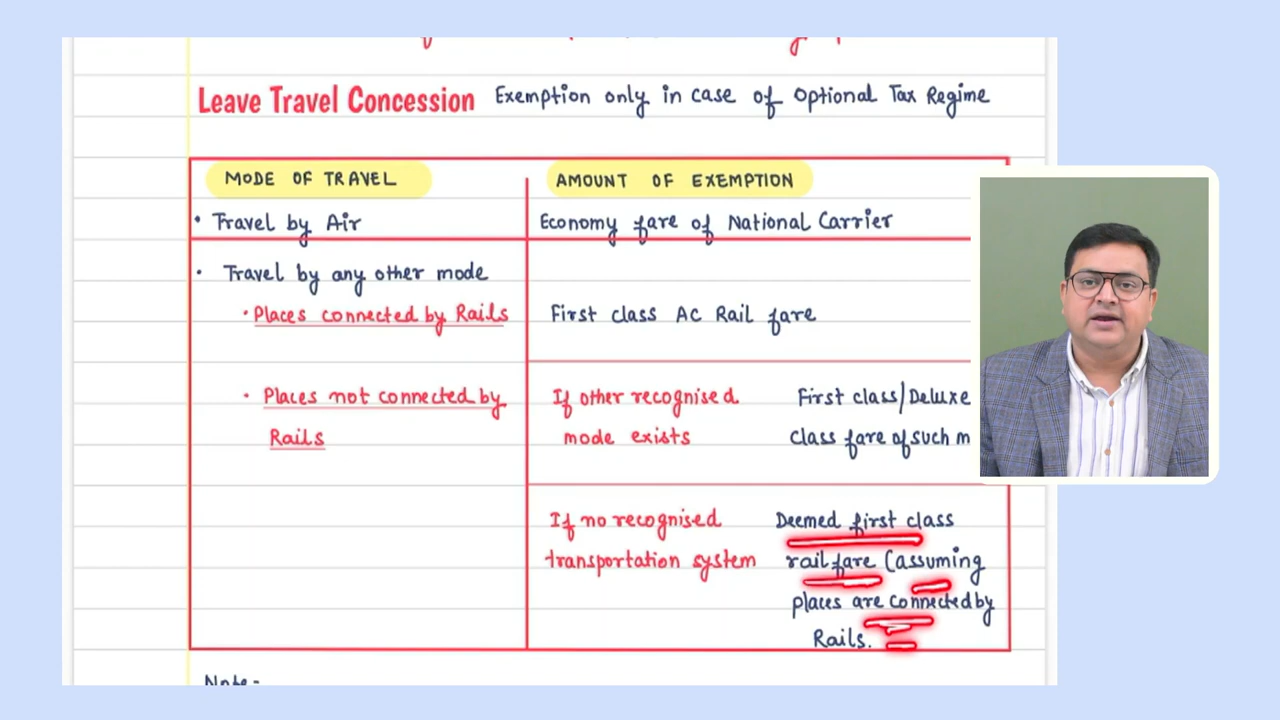 Leave Travel Concession Exemption only in case of Optional Tax Regime
MODE OF TRAVEL AMOUNT OF EXEMPTION
• Travel by Air Economy fare of National Carrier
• Travel by any other mode
• Places connected by Rails First class AC Rail fare
• Places not connected by If other recognised First class/Deluxe
Rails mode exists class fare of such m
If no recognised Deemed first class
transportation system rail fare (assuming
places are connected by
Rails.
Note:-